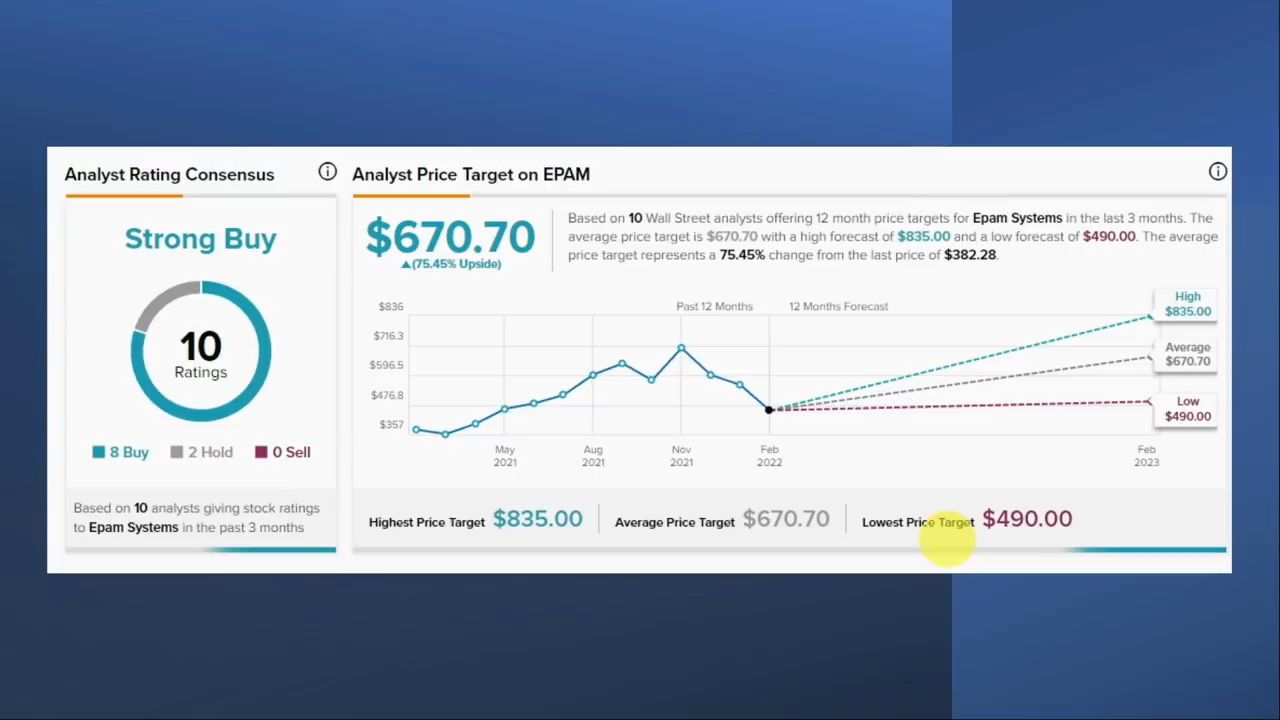 Analyst Rating Consensus
Strong Buy
10
Ratings
8 Buy
2 Hold
0 Sell
Based on 10 analysts giving stock ratings
to Epam Systems in the past 3 months
Analyst Price Target on EPAM
$670.70
▲(75.45% Upside)
Based on 10 Wall Street analysts offering 12 month price targets for Epam Systems in the last 3 months. The
average price target is $670.70 with a high forecast of $835.00 and a low forecast of $490.00. The average
price target represents a 75.45% change from the last price of $382.28.
Past 12 Months
12 Months Forecast
$836
$716.3
$596.5
$476.8
$357
High
$835.00
Average
$670.70
Low
$490.00
May
2021
Aug
2021
Nov
2021
Feb
2022
Feb
2023
Highest Price Target $835.00
Average Price Target $670.70
Lowest Price Target $490.00